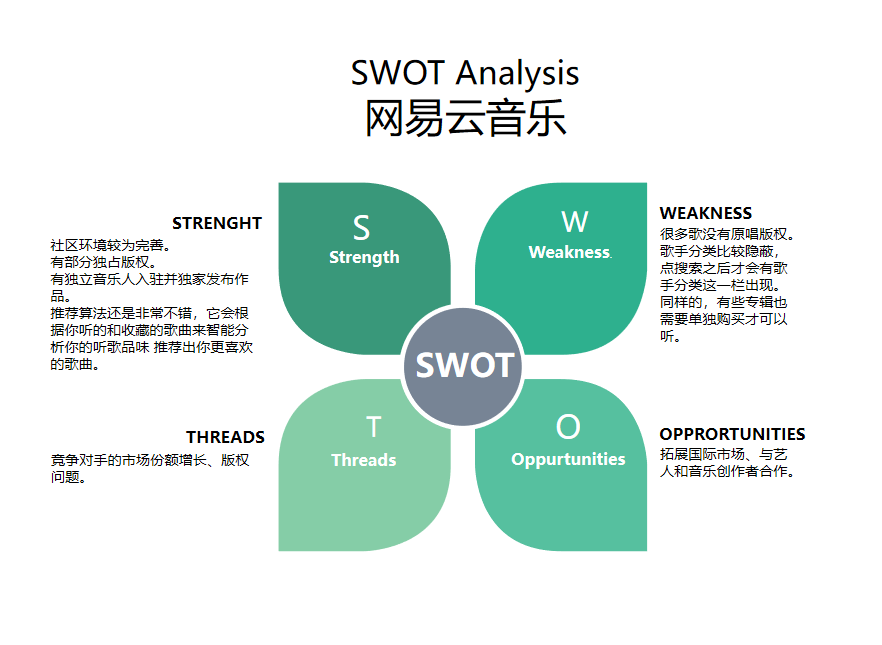 SWOT Analysis
网易云音乐
STRENGHT
社区环境较为完善。
有部分独占版权。
有独立音乐人入驻并独家发布作
品。
推荐算法还是非常不错，它会根
据你听的和收藏的歌曲来智能分
析你的听歌品味 推荐出你更喜欢
的歌曲。
S
Strength
W
Weakness.
WEAKNESS
很多歌没有原唱版权。
歌手分类比较隐蔽，
点搜索之后才会有歌
手分类这一栏出现。
同样的，有些专辑也
需要单独购买才可以
听。
SWOT
THREADS
竞争对手的市场份额增长、版权
问题。
T
Threads
O
Oppurtunities
OPPRORTUNITIES
拓展国际市场、与艺
人和音乐创作者合作。